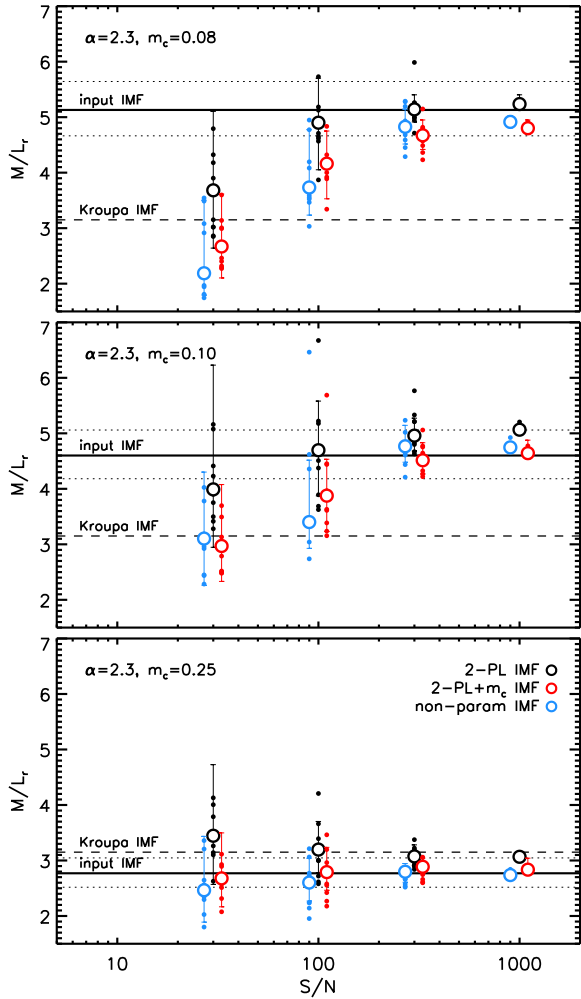 α=2.3, m_c=0.08
7
6
5
4
3
2
M/L_r
input IMF
Kroupa IMF
10
100
1000
α=2.3, m_c=0.10
7
6
5
4
3
2
M/L_r
input IMF
Kroupa IMF
α=2.3, m_c=0.25
2-PL IMF
2-PL+m_c IMF
non-param IMF
7
6
5
4
3
2
M/L_r
Kroupa IMF
input IMF
10
100
1000
S/N